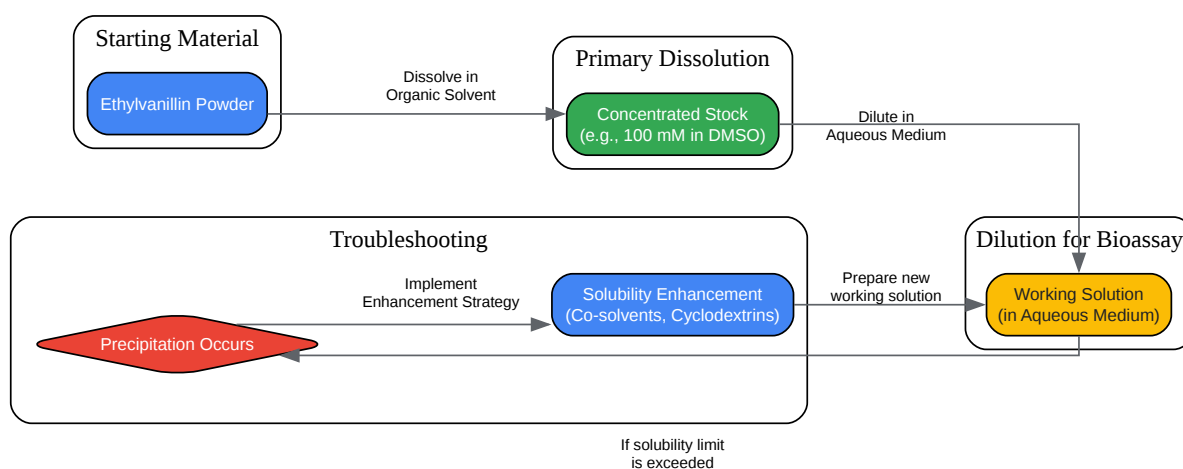 Starting Material
Ethylvanillin Powder
Dissolve in
Organic Solvent
Primary Dissolution
Concentrated Stock
(e.g., 100 mM in DMSO)
Dilute in
Aqueous Medium
Troubleshooting
Implement
Enhancement Strategy
Precipitation Occurs
Solubility Enhancement
(Co-solvents, Cyclodextrins)
Prepare new
working solution
Dilution for Bioassay
Working Solution
(in Aqueous Medium)
If solubility limit
is exceeded